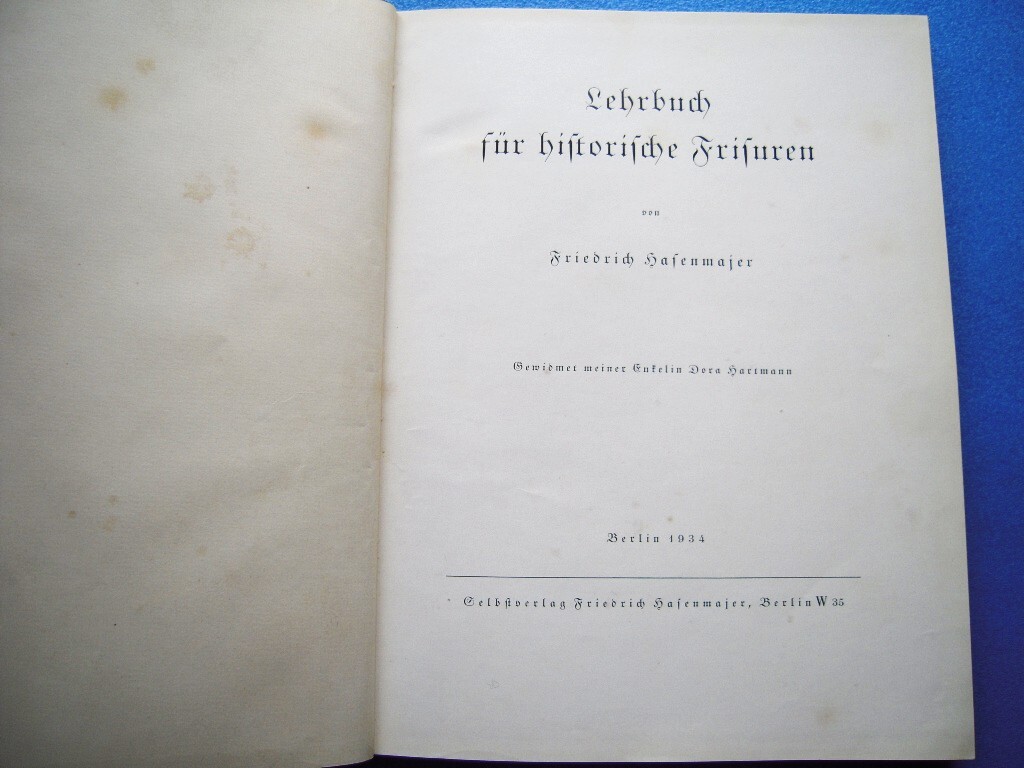 Lehrbuch
für historische Frisuren
von
Friedrich Hasenmajer
Gewidmet meiner Enkelin Dora Hartmann
Berlin 1934
Selbstverlag Friedrich Hasenmajer, Berlin W 35